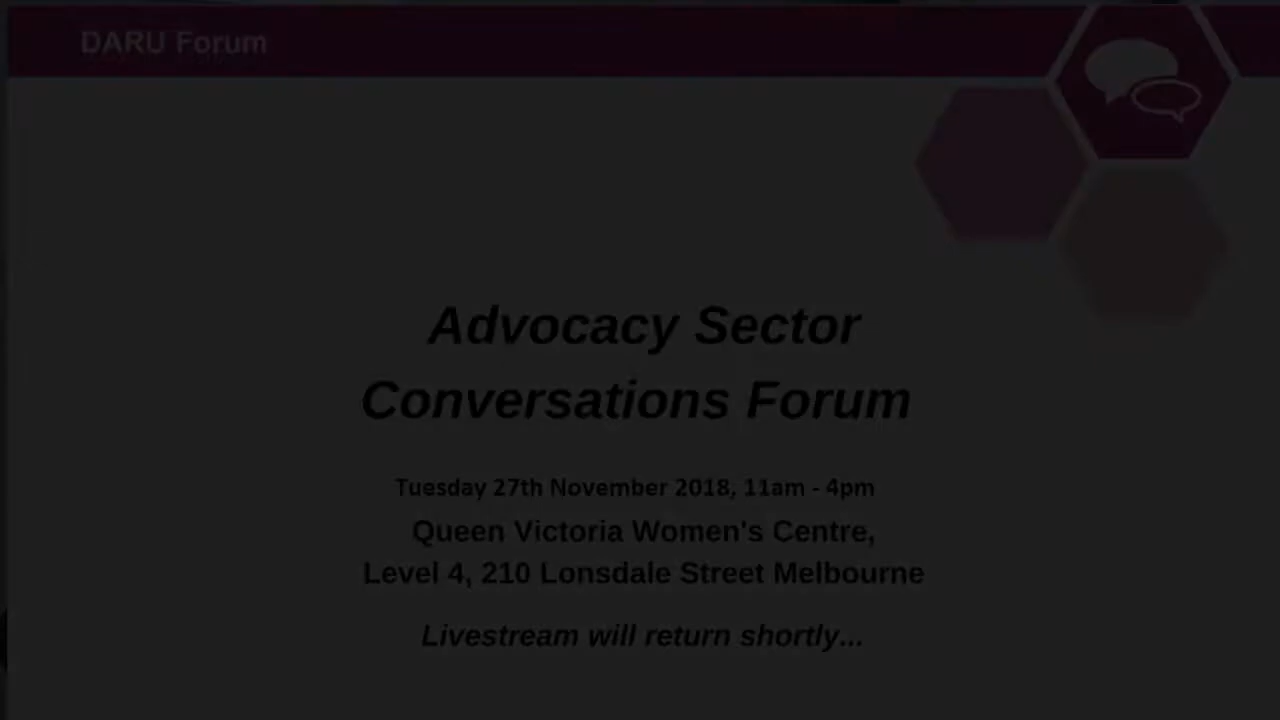 DARU Forum
Advocacy Sector
Conversations Forum
Tuesday 27th November 2018, 11am - 4pm
Queen Victoria Women's Centre,
Level 4, 210 Lonsdale Street Melbourne
Livestream will return shortly...